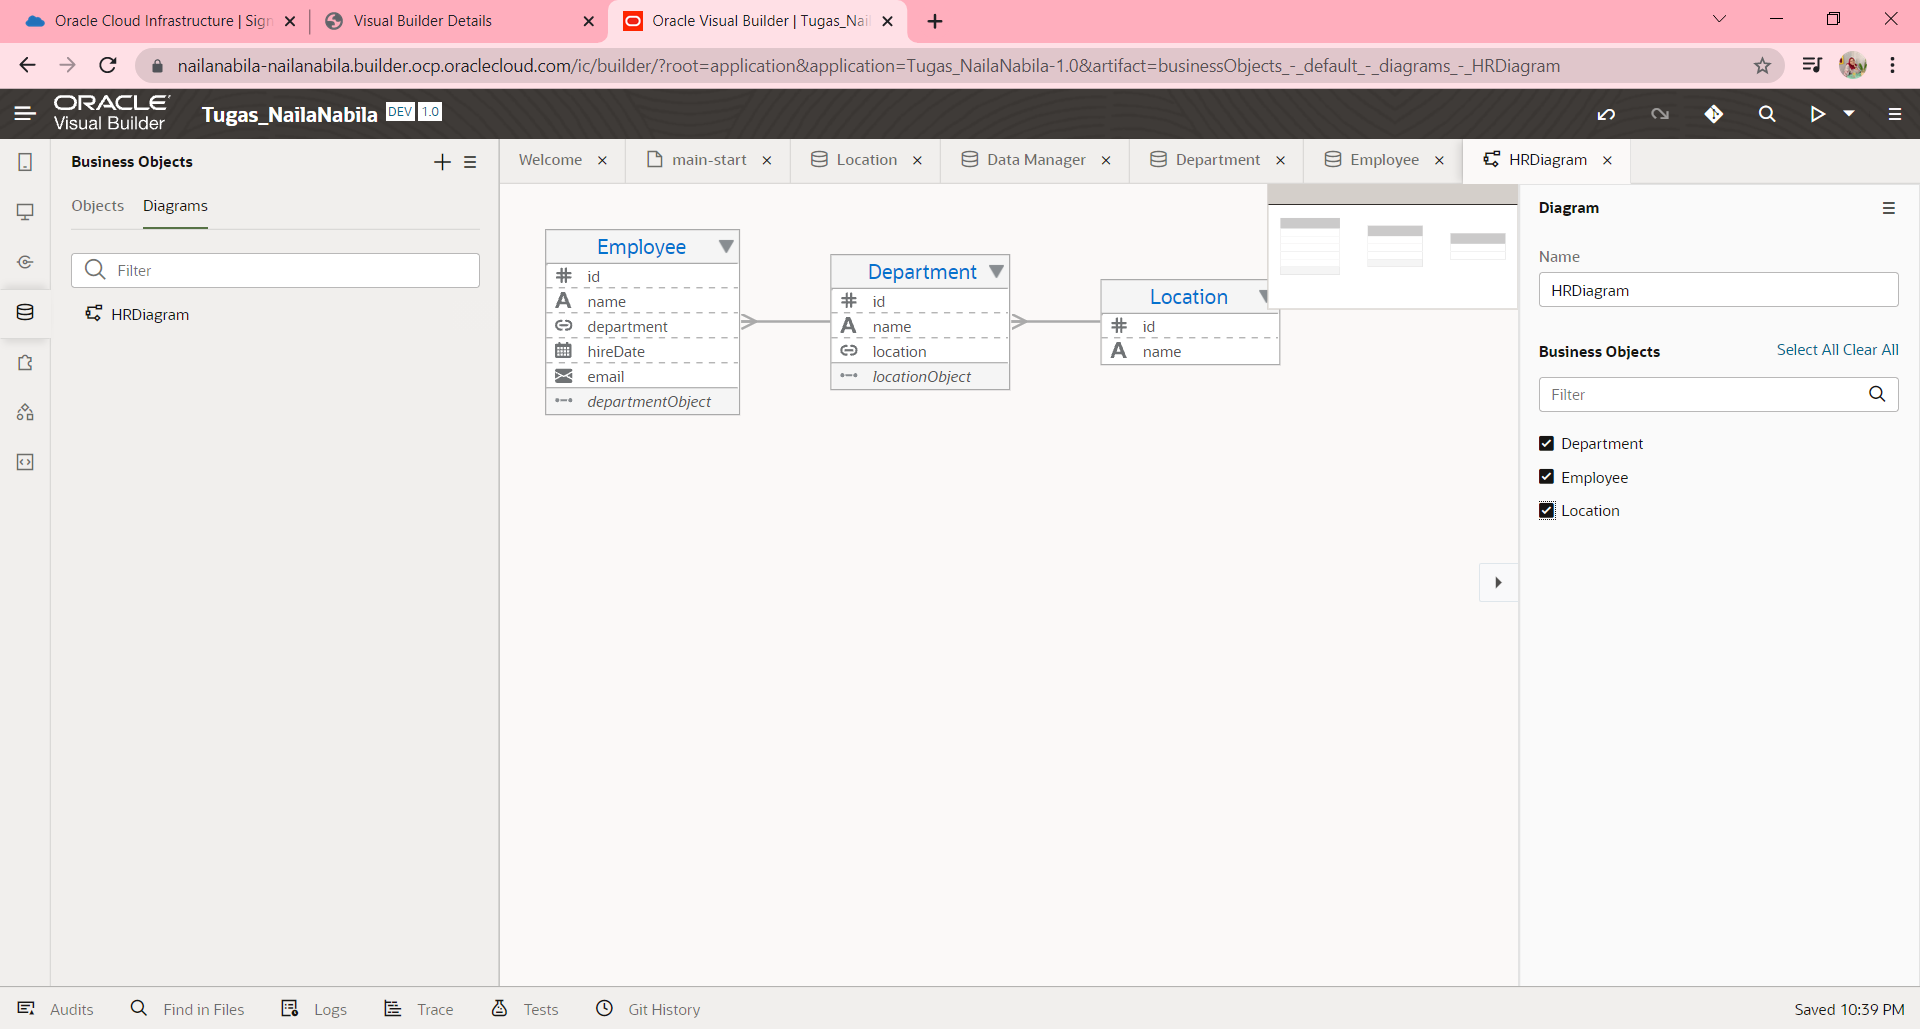 Oracle Cloud Infrastructure | Sign
Visual Builder Details
Oracle Visual Builder | Tugas_Nail
nailanabila-nailanabila.builder.ocp.oraclecloud.com/ic/builder/?root=application&application=Tugas_NailaNabila-1.0&artifact=businessObjects_-_default_-_diagrams_-_HRDiagram
ORACLE
Visual Builder
Tugas_NailaNabila DEV 1.0
Business Objects
Objects Diagrams
Filter
HRDiagram
Welcome
main-start
Location
Data Manager
Department
Employee
HRDiagram
Employee
id
name
department
hireDate
email
departmentObject
Department
id
name
location
locationObject
Location
id
name
Diagram
Name
HRDiagram
Business Objects Select All Clear All
Filter
Department
Employee
Location
Audits Find in Files Logs Trace Tests Git History Saved 10:39 PM